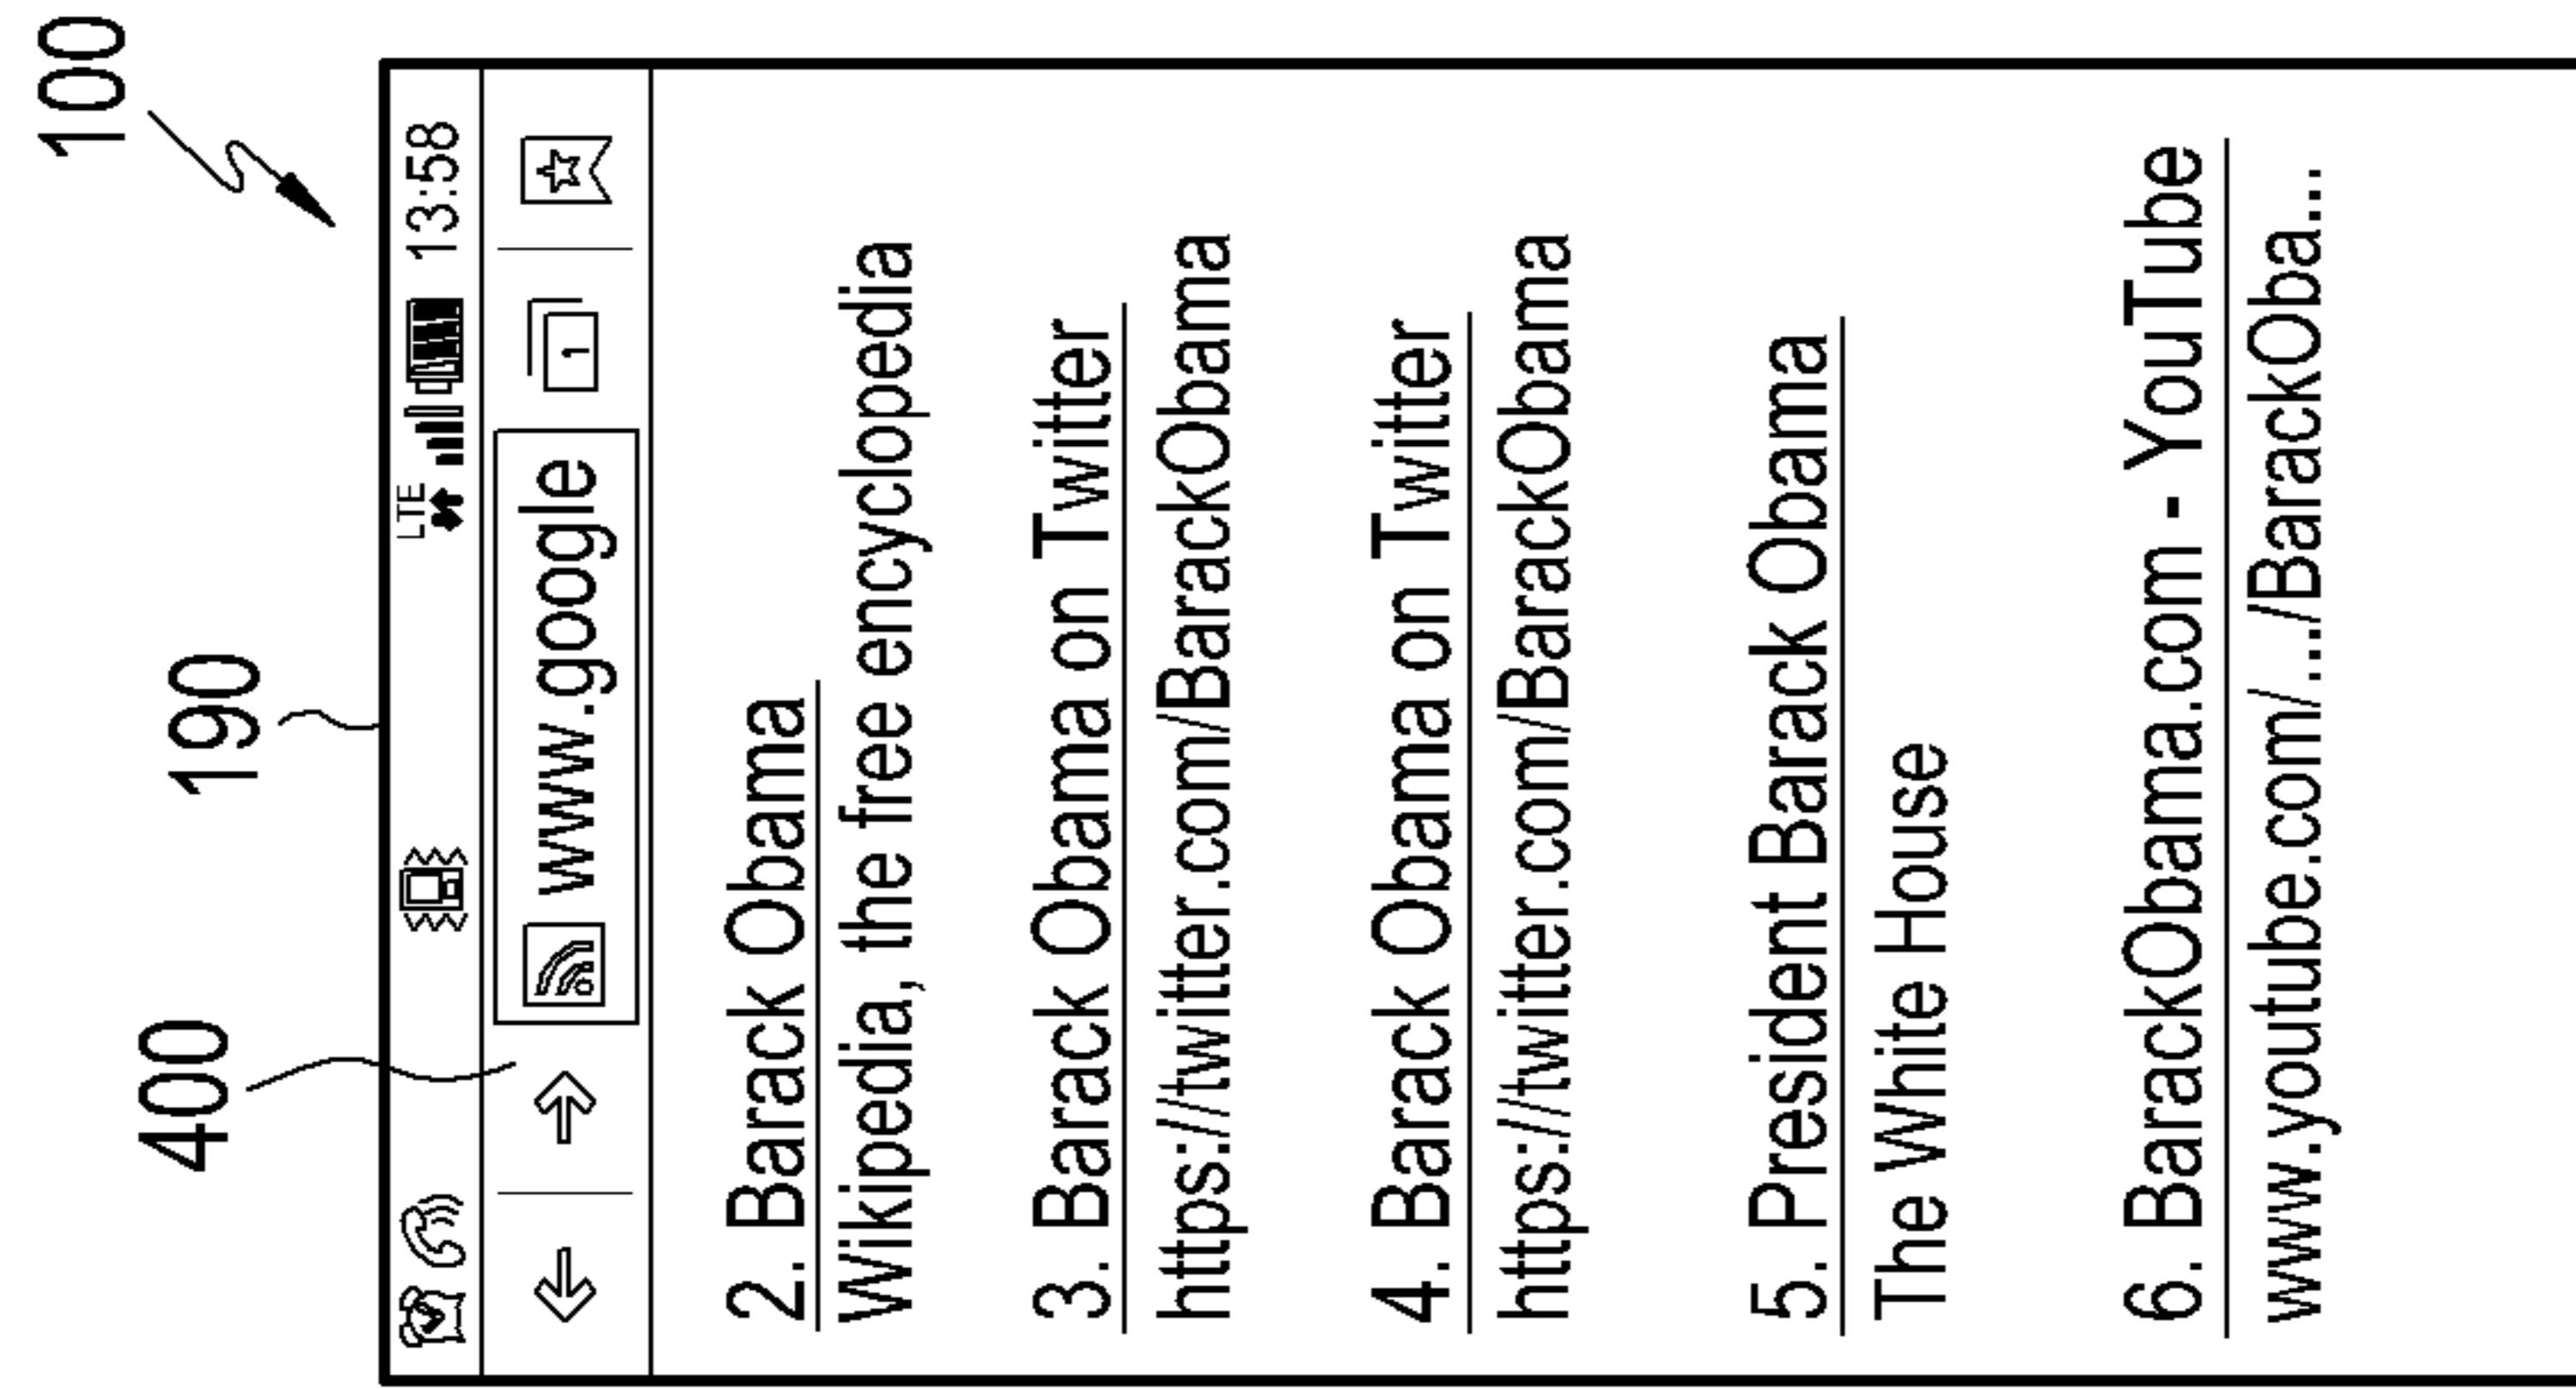 100
190
400
LTE 13:58
www.google 1
2. Barack Obama
Wikipedia, the free encyclopedia
3. Barack Obama on Twitter
https://twitter.com/BarackObama
4. Barack Obama on Twitter
https://twitter.com/BarackObama
5. President Barack Obama
The White House
6. BarackObama.com - YouTube
www.youtube.com/.../BarackOba...